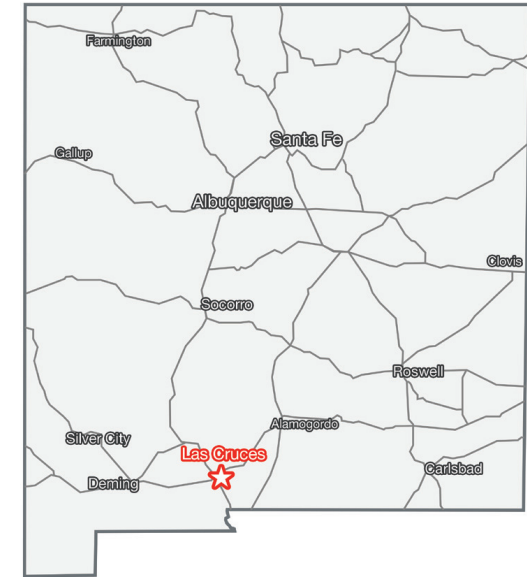 Farmington
Santa Fe
Gallup
Albuquerque
Clovis
Socorro
Roswell
Alamogordo
Silver City
Las Cruces
Carlsbad
Deming